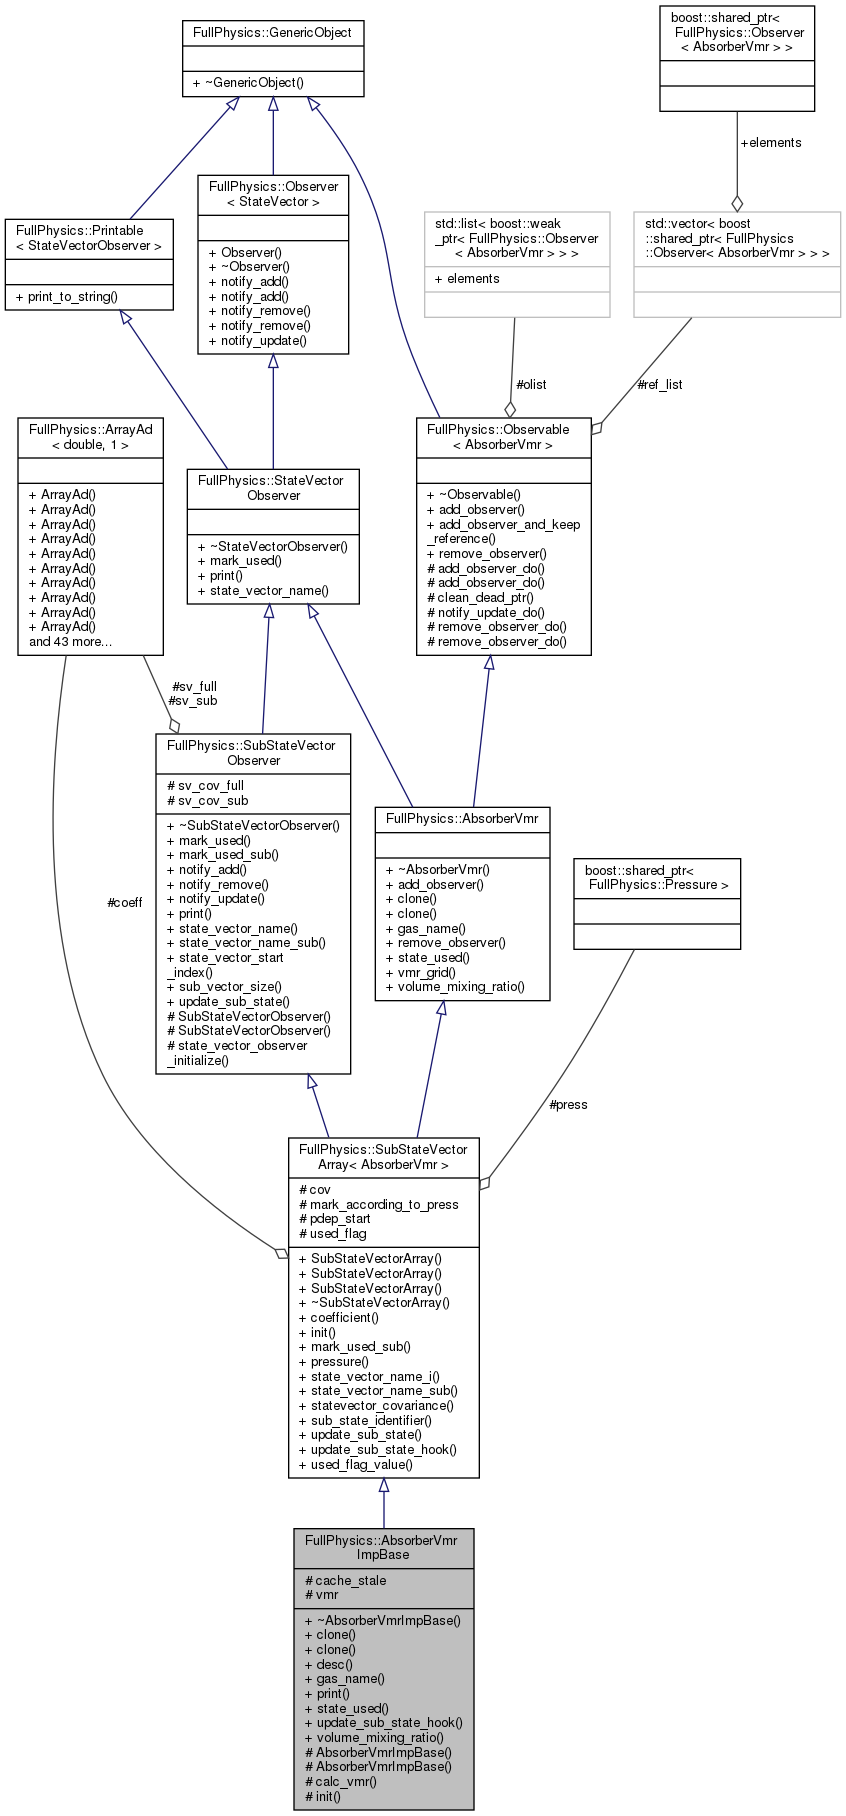 FullPhysics::GenericObject
+ ~GenericObject()
boost::shared_ptr<
FullPhysics::Observer
< AbsorberVmr > >
+elements
FullPhysics::Printable
< StateVectorObserver >
+ print_to_string()
FullPhysics::Observer
< StateVector >
+ Observer()
+ ~Observer()
+ notify_add()
+ notify_add()
+ notify_remove()
+ notify_remove()
+ notify_update()
std::list< boost::weak
_ptr< FullPhysics::Observer
< AbsorberVmr > > >
+ elements
std::vector< boost
::shared_ptr< FullPhysics
::Observer< AbsorberVmr > > >
#olist
#ref_list
FullPhysics::ArrayAd
< double, 1 >
+ ArrayAd()
+ ArrayAd()
+ ArrayAd()
+ ArrayAd()
+ ArrayAd()
+ ArrayAd()
+ ArrayAd()
+ ArrayAd()
+ ArrayAd()
+ ArrayAd()
and 43 more...
FullPhysics::StateVector
Observer
+ ~StateVectorObserver()
+ mark_used()
+ print()
+ state_vector_name()
FullPhysics::Observable
< AbsorberVmr >
+ ~Observable()
+ add_observer()
+ add_observer_and_keep
_reference()
+ remove_observer()
# add_observer_do()
# add_observer_do()
# clean_dead_ptr()
# notify_update_do()
# remove_observer_do()
# remove_observer_do()
#sv_full
#sv_sub
FullPhysics::SubStateVector
Observer
# sv_cov_full
# sv_cov_sub
+ ~SubStateVectorObserver()
+ mark_used()
+ mark_used_sub()
+ notify_add()
+ notify_remove()
+ notify_update()
+ print()
+ state_vector_name()
+ state_vector_name_sub()
+ state_vector_start
_index()
+ sub_vector_size()
+ update_sub_state()
# SubStateVectorObserver()
# SubStateVectorObserver()
# state_vector_observer
_initialize()
FullPhysics::AbsorberVmr
+ ~AbsorberVmr()
+ add_observer()
+ clone()
+ clone()
+ gas_name()
+ remove_observer()
+ state_used()
+ vmr_grid()
+ volume_mixing_ratio()
boost::shared_ptr<
FullPhysics::Pressure >
#coeff
#press
FullPhysics::SubStateVector
Array< AbsorberVmr >
# cov
# mark_according_to_press
# pdep_start
# used_flag
+ SubStateVectorArray()
+ SubStateVectorArray()
+ SubStateVectorArray()
+ ~SubStateVectorArray()
+ coefficient()
+ init()
+ mark_used_sub()
+ pressure()
+ state_vector_name_i()
+ state_vector_name_sub()
+ statevector_covariance()
+ sub_state_identifier()
+ update_sub_state()
+ update_sub_state_hook()
+ used_flag_value()
FullPhysics::AbsorberVmr
ImpBase
# cache_stale
# vmr
+ ~AbsorberVmrImpBase()
+ clone()
+ clone()
+ desc()
+ gas_name()
+ print()
+ state_used()
+ update_sub_state_hook()
+ volume_mixing_ratio()
# AbsorberVmrImpBase()
# AbsorberVmrImpBase()
# calc_vmr()
# init()